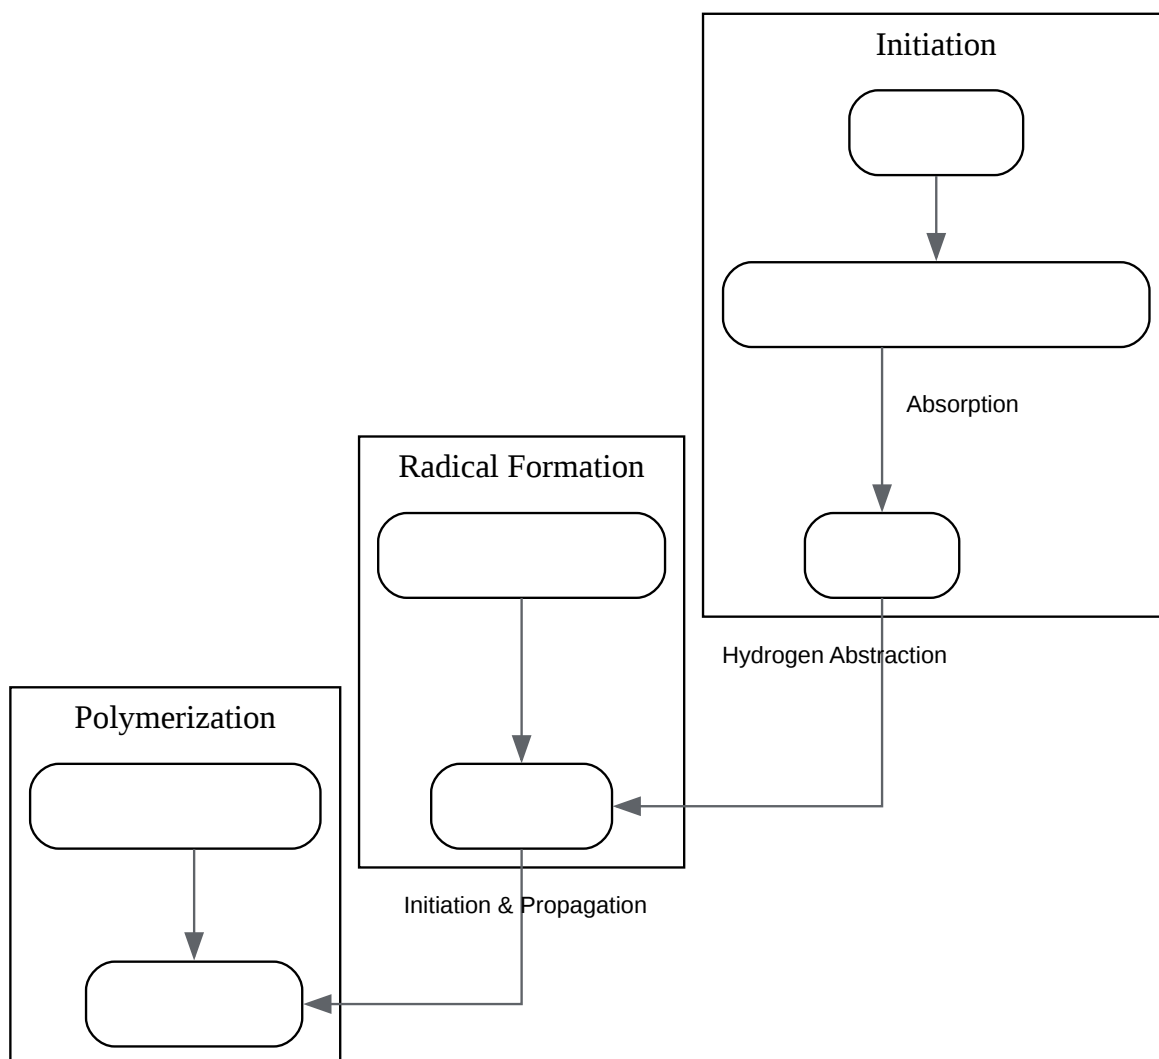 Initiation
Absorption
Radical Formation
Hydrogen Abstraction
Polymerization
Initiation & Propagation